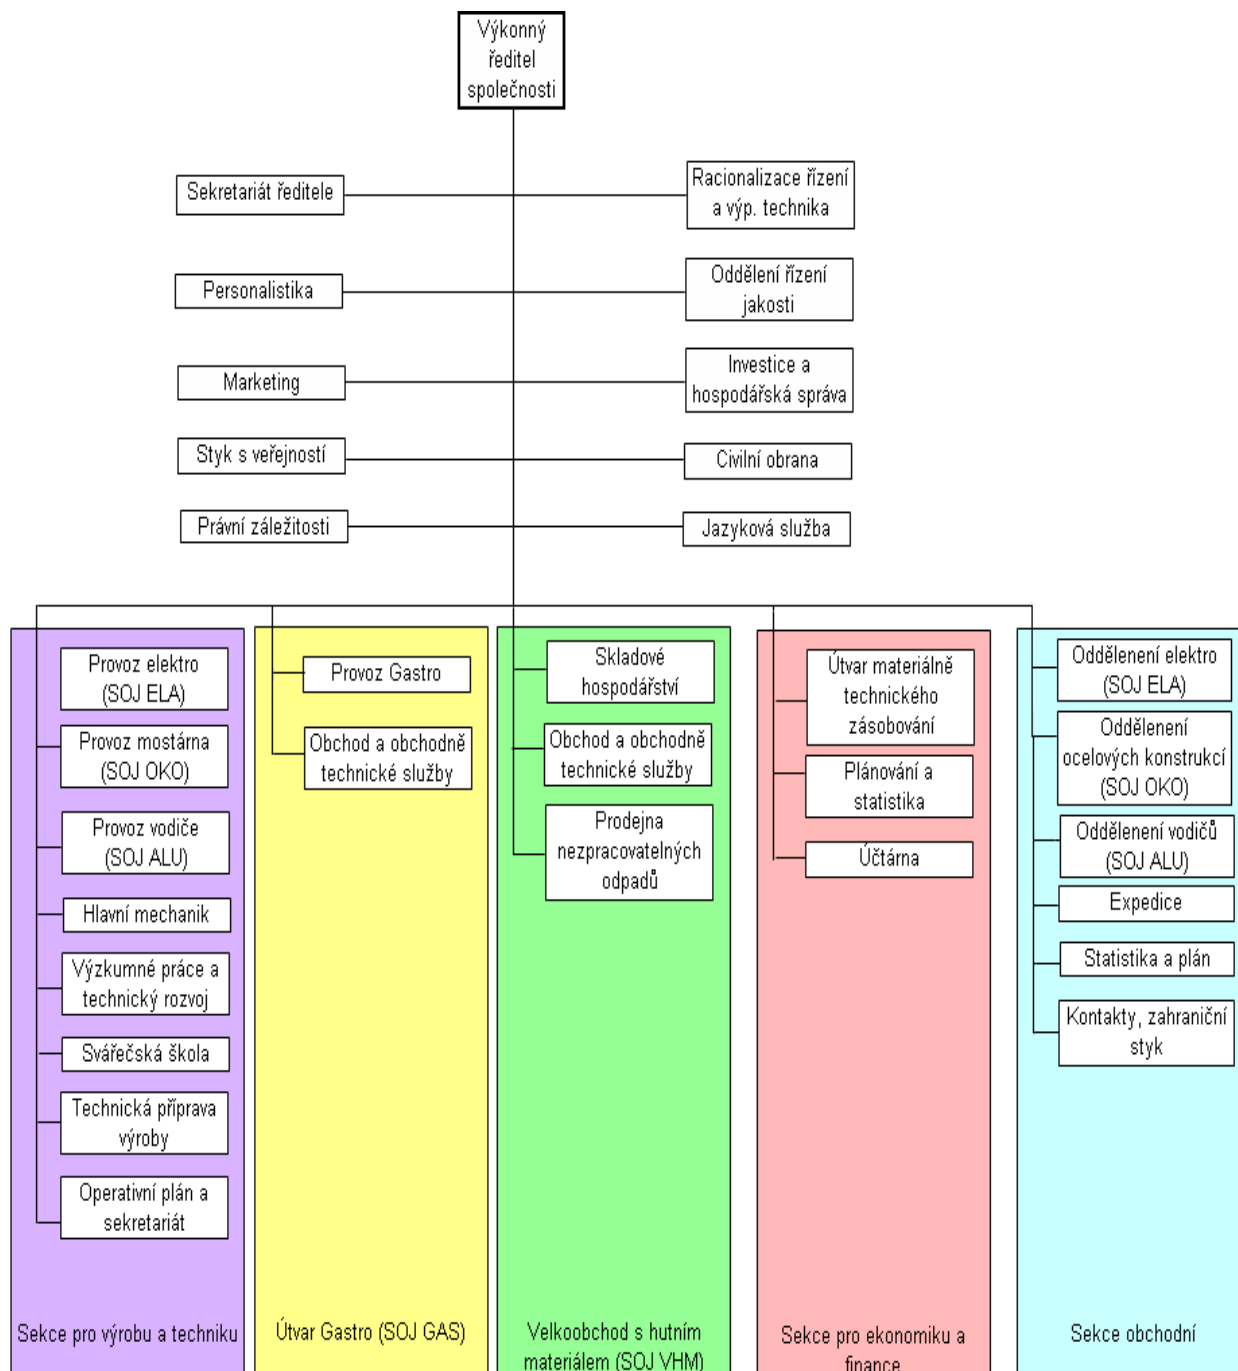 Výkonný
ředitel
společnosti
Sekretariát ředitele
Racionalizace řízení
a výp. technika
Personalistika
Oddělení řízení
jakosti
Marketing
Investice a
hospodářská správa
Styk s veřejností
Civilní obrana
Právní záležitosti
Jazyková služba
Provoz elektro
(SOJ ELA)
Provoz mostárna
(SOJ OKO)
Provoz vodiče
(SOJ ALU)
Hlavní mechanik
Výzkumné práce a
technický rozvoj
Svářečská škola
Technická příprava
výroby
Operativní plán a
sekretariát
Sekce pro výrobu a techniku
Provoz Gastro
Obchod a obchodně
technické služby
Útvar Gastro (SOJ GAS)
Skladové
hospodářství
Obchod a obchodně
technické služby
Prodejna
nezpracovatelných
odpadů
Velkoobchod s hutním
materiálem (SOJ VHM)
Útvar materiálně
technického
zásobování
Plánování a
statistika
Účtárna
Sekce pro ekonomiku a
finance
Oddělenení elektro
(SOJ ELA)
Oddělenení
ocelových konstrukcí
(SOJ OKO)
Oddělenení vodičů
(SOJ ALU)
Expedice
Statistika a plán
Kontakty, zahraniční
styk
Sekce obchodní